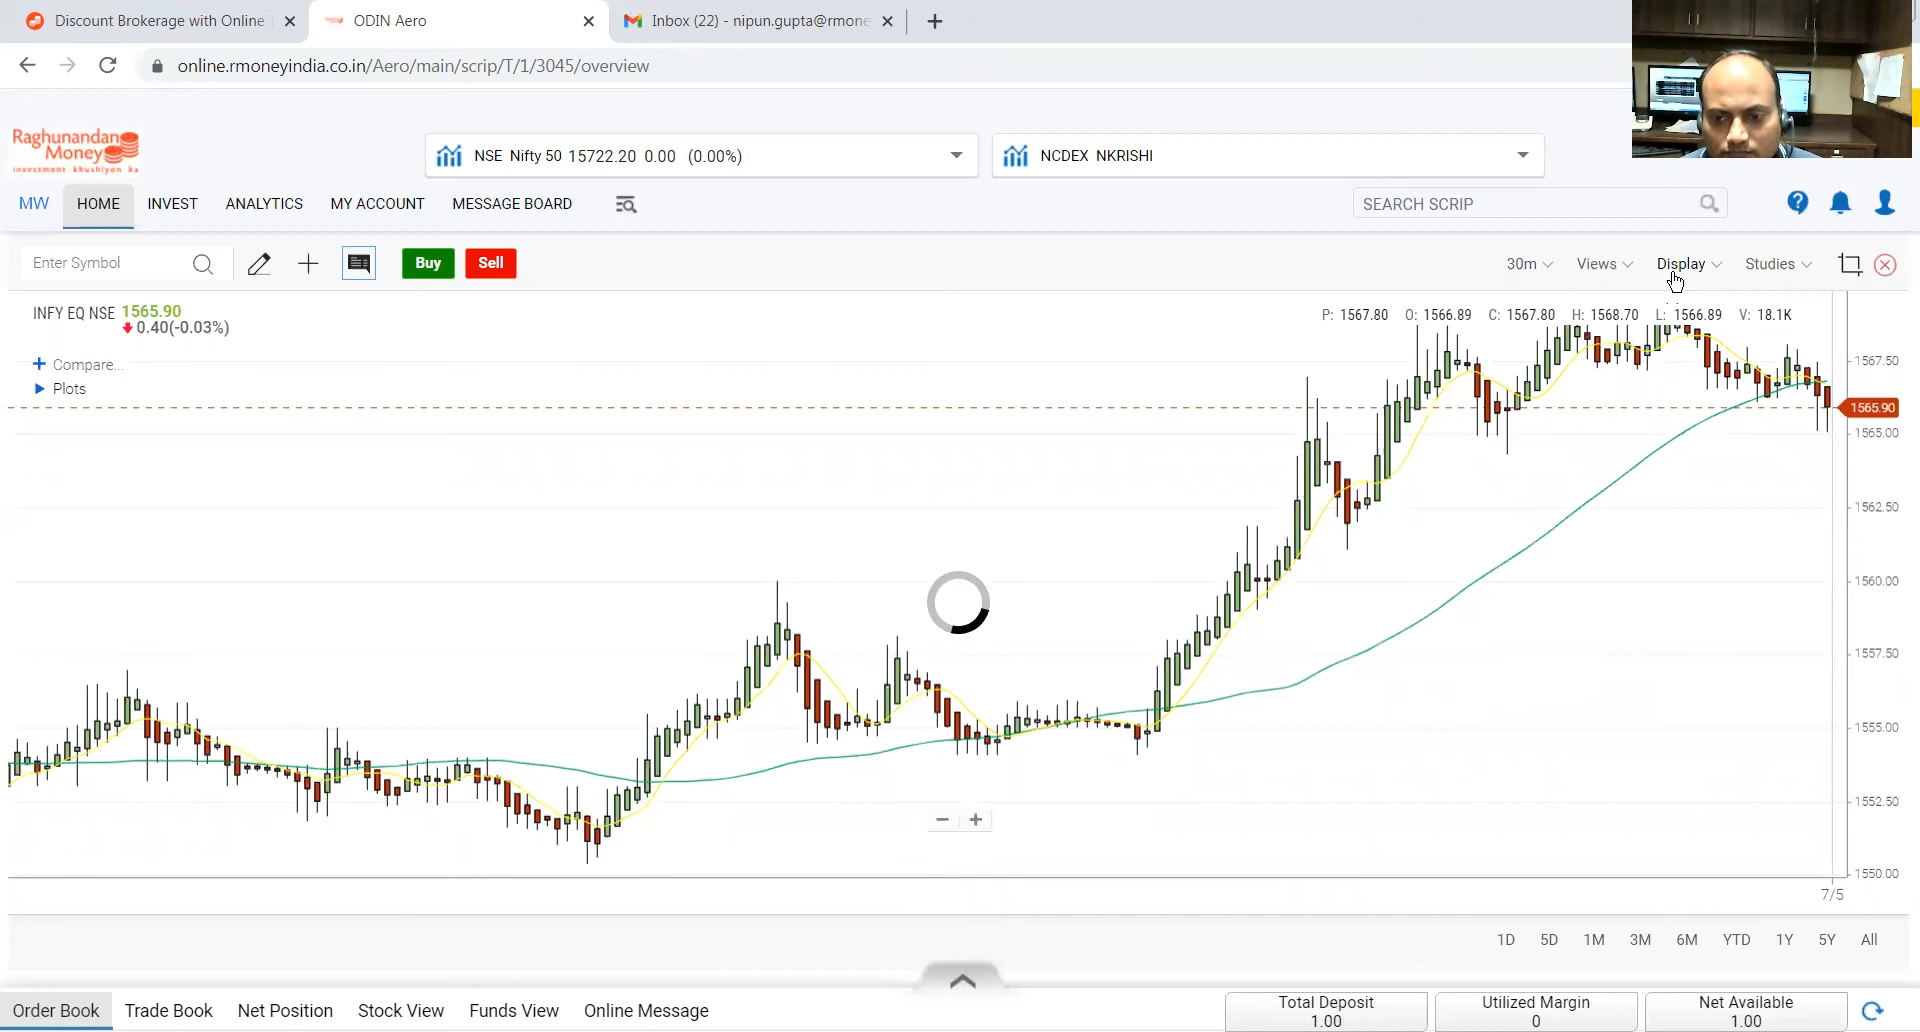 Discount Brokerage with Online
ODIN Aero
Inbox (22) - nipun.gupta@rmone
online.rmoneyindia.co.in/Aero/main/scrip/T/1/3045/overview
Raghunandan
Money
investment khushiyon ka
NSE Nifty 50 15722.20 0.00 (0.00%)
NCDEX NKRISHI
MW HOME INVEST ANALYTICS MY ACCOUNT MESSAGE BOARD
SEARCH SCRIP
Enter Symbol
Buy Sell
30m Views Display Studies
INFY EQ NSE 1565.90
0.40(-0.03%)
P: 1567.80 O: 1566.89 C: 1567.80 H: 1568.70 L: 1566.89 V: 18.1K
Compare...
Plots
1567.50
1565.90
1565.00
1562.50
1560.00
1557.50
1555.00
1552.50
1550.00
7/5
1D 5D 1M 3M 6M YTD 1Y 5Y All
Order Book Trade Book Net Position Stock View Funds View Online Message
Total Deposit
1.00
Utilized Margin
0
Net Available
1.00